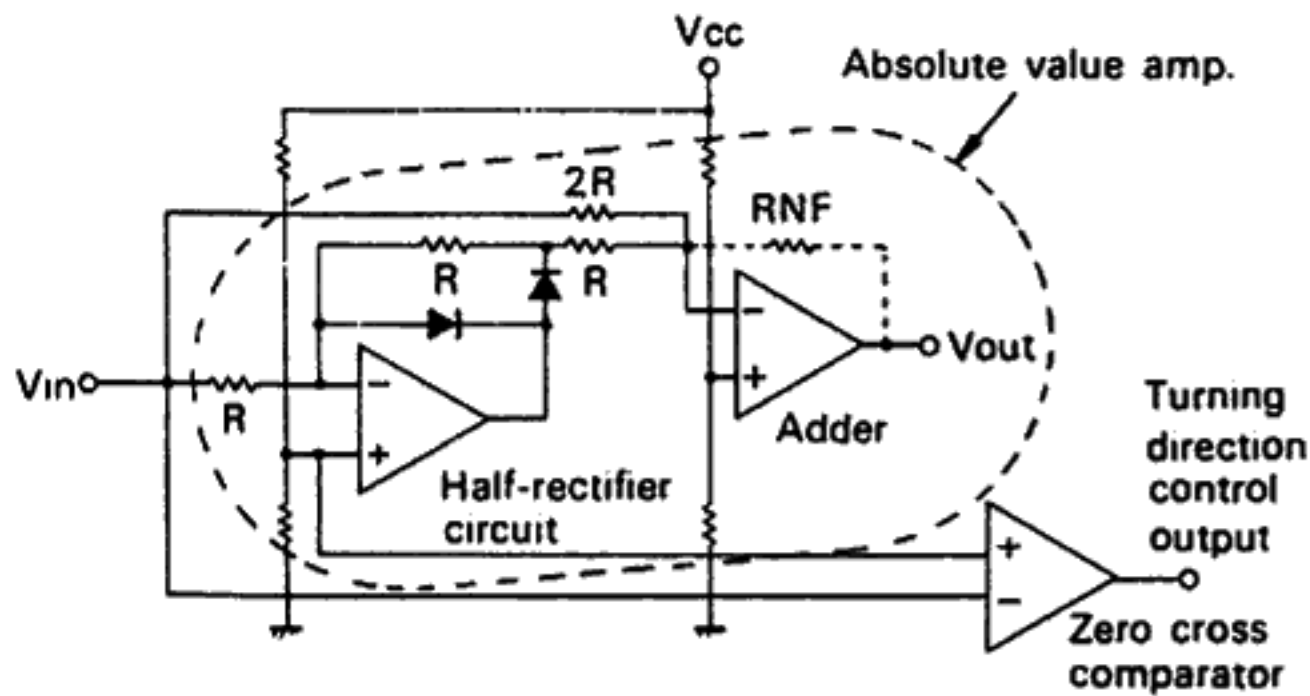 Vcc
Absolute value amp.
2R
RNF
R
R
−
+
Vout
Vin
R
−
+
Adder
Half-rectifier
circuit
Turning
direction
control
output
+
−
Zero cross
comparator